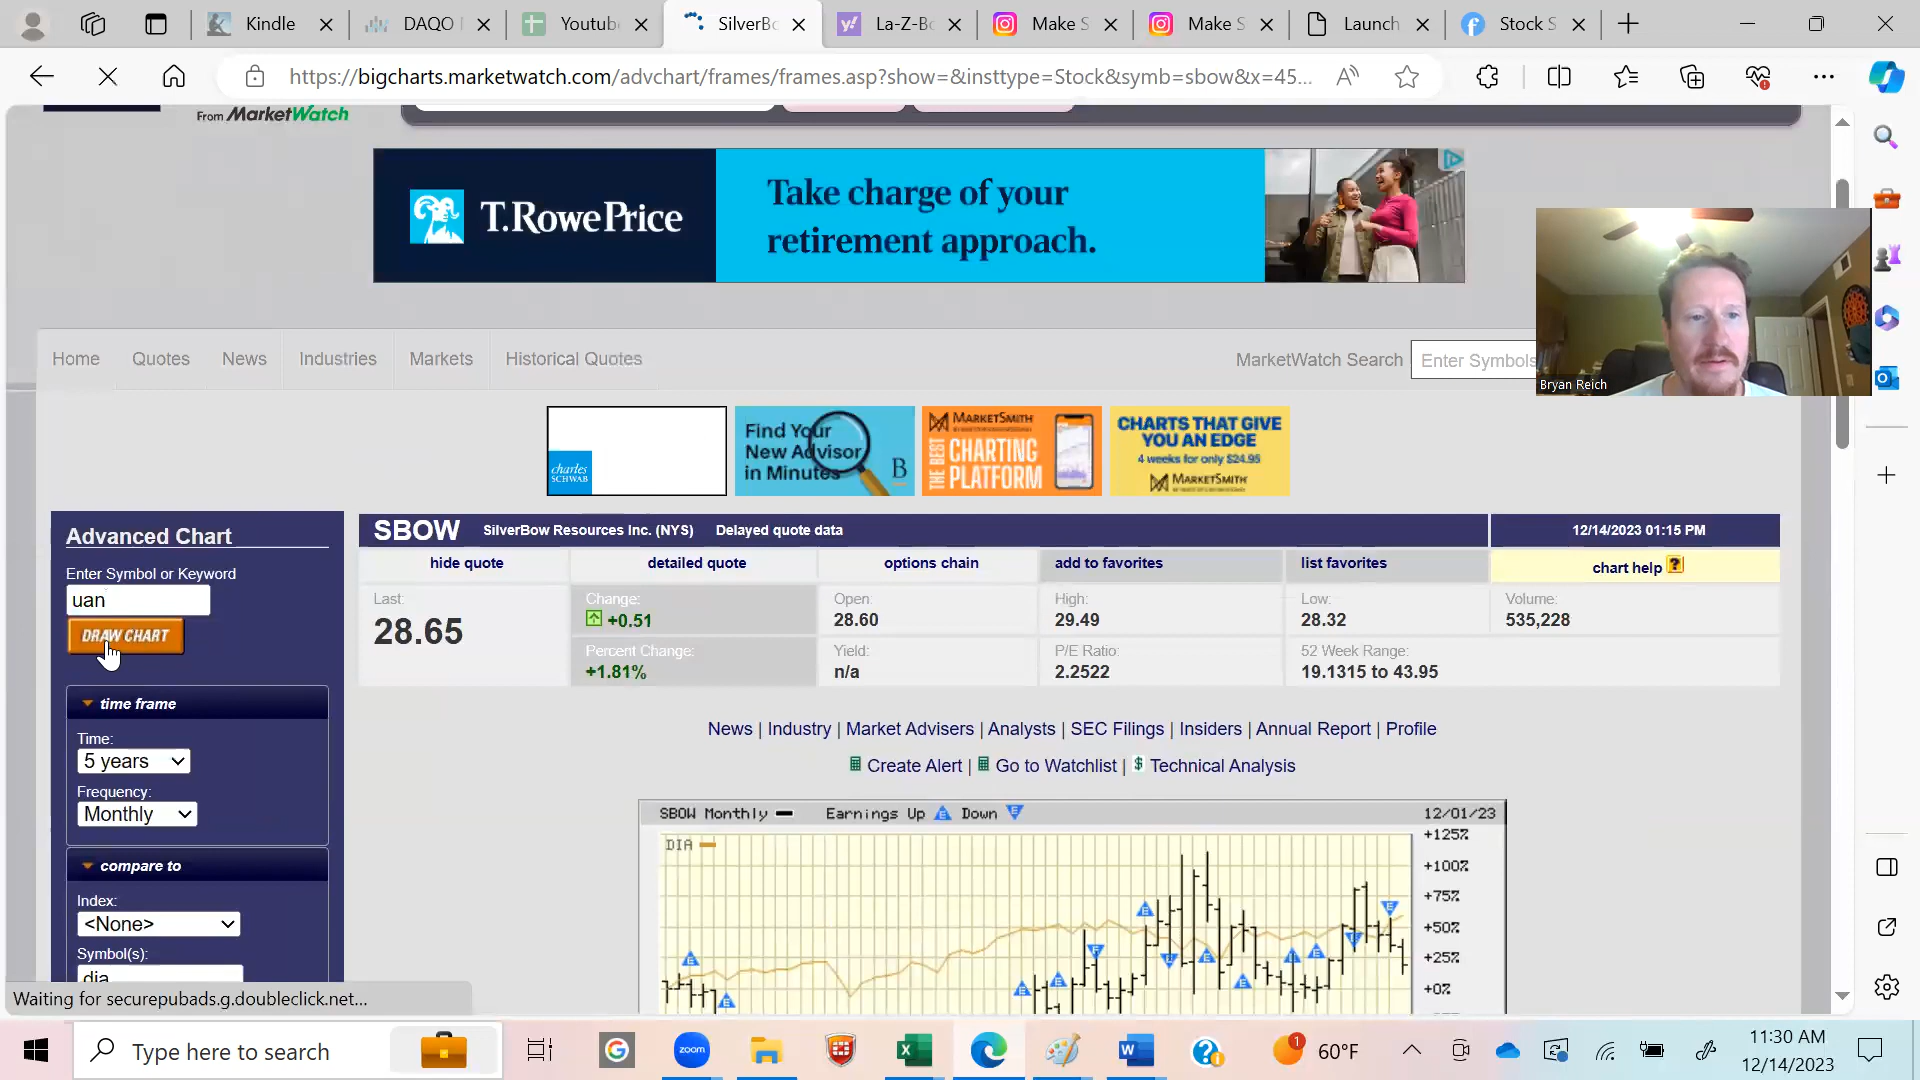 Kindle
DAQO
Youtube
SilverBo
La-Z-Bo
Make S
Make S
Launch
Stock S
https://bigcharts.marketwatch.com/advchart/frames/frames.asp?show=&insttype=Stock&symb=sbow&x=45...
From MarketWatch
T.RowePrice
Take charge of your
retirement approach.
Bryan Reich
Home
Quotes
News
Industries
Markets
Historical Quotes
MarketWatch Search
Enter Symbols
charles
SCHWAB
Find Your
New Advisor
in Minutes
B
MARKETSMITH
THE BEST
CHARTING
PLATFORM
CHARTS THAT GIVE
YOU AN EDGE
4 weeks for only $24.95
MARKETSMITH
Advanced Chart
Enter Symbol or Keyword
uan
DRAW CHART
time frame
Time:
5 years
Frequency:
Monthly
compare to
Index:
<None>
Symbol(s):
dia
SBOW SilverBow Resources Inc. (NYS) Delayed quote data 12/14/2023 01:15 PM
hide quote
detailed quote
options chain
add to favorites
list favorites
chart help ?
Last:
28.65
Change:
+0.51
Open:
28.60
High:
29.49
Low:
28.32
Volume:
535,228
Percent Change:
+1.81%
Yield:
n/a
P/E Ratio:
2.2522
52 Week Range:
19.1315 to 43.95
News | Industry | Market Advisers | Analysts | SEC Filings | Insiders | Annual Report | Profile
Create Alert | Go to Watchlist | $ Technical Analysis
SBOW Monthly
Earnings Up E Down E
12/01/23
DIA
+125%
+100%
+75%
+50%
+25%
+0%
Waiting for securepubads.g.doubleclick.net...
Type here to search
zoom
1
60°F
11:30 AM
12/14/2023